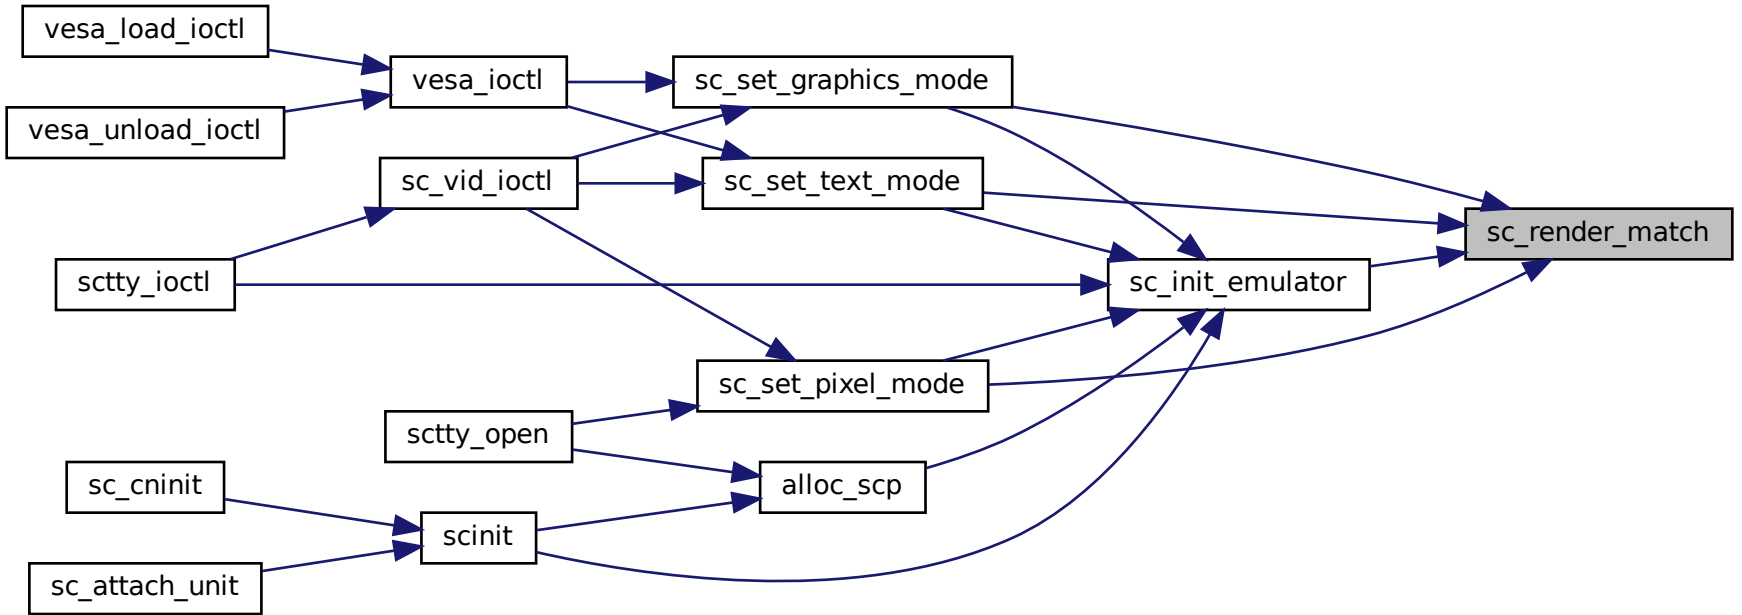 vesa_load_ioctl
vesa_ioctl
sc_set_graphics_mode
vesa_unload_ioctl
sc_vid_ioctl
sc_set_text_mode
sc_render_match
sctty_ioctl
sc_init_emulator
sc_set_pixel_mode
sctty_open
sc_cninit
alloc_scp
scinit
sc_attach_unit